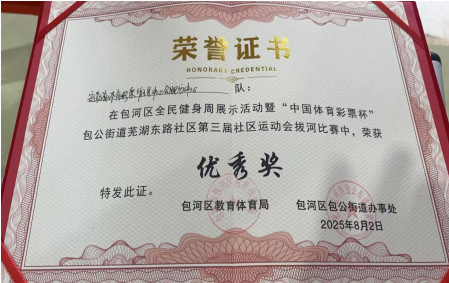 荣誉证书
HONORARY CREDENTIAL
队：
在包河区全民健身周展示活动暨“中国体育彩票杯”
包公街道芜湖东路社区第三届社区运动会拔河比赛中，荣获
优秀奖
特发此证。
包河区教育体育局 包河区包公街道办事处
2025年8月2日